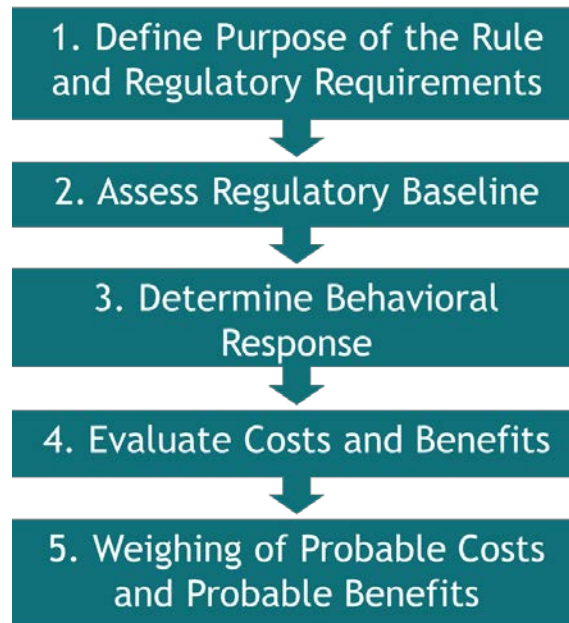 1. Define Purpose of the Rule
and Regulatory Requirements
2. Assess Regulatory Baseline
3. Determine Behavioral
Response
4. Evaluate Costs and Benefits
5. Weighing of Probable Costs
and Probable Benefits